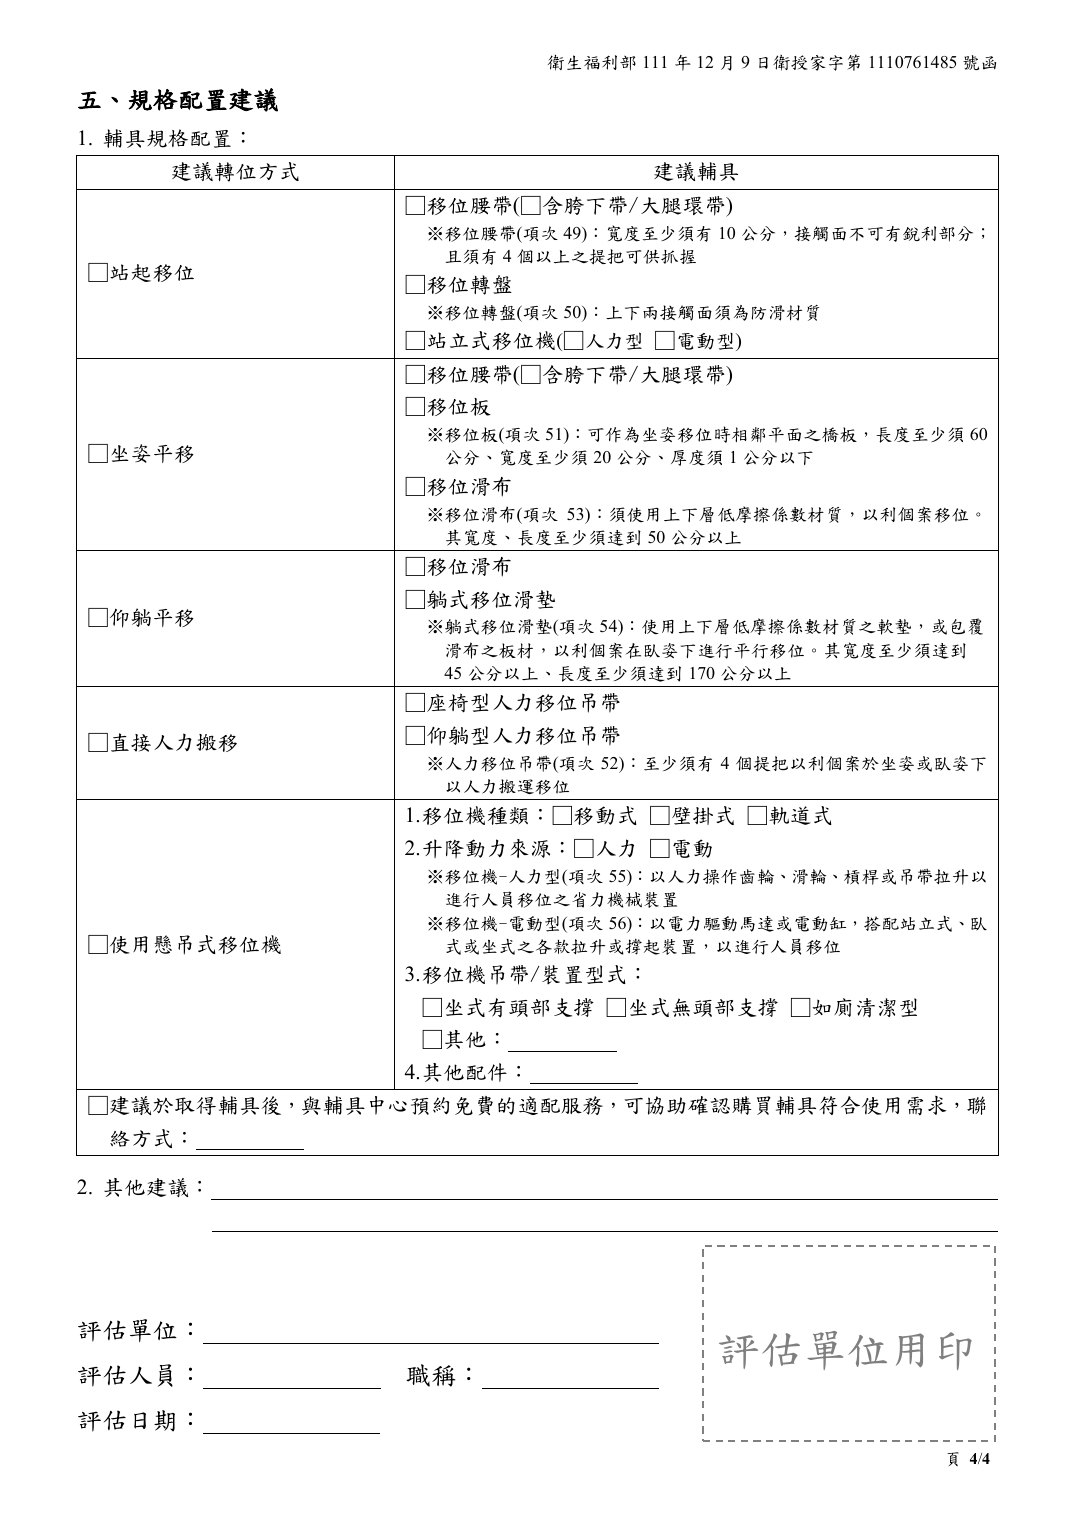 衛生福利部 111 年 12 月 9 日衛授家字第 1110761485 號函
五、規格配置建議
1. 輔具規格配置：
建議轉位方式
建議輔具
□站起移位
□移位腰帶(□含胯下帶/大腿環帶)
※移位腰帶(項次 49)：寬度至少須有 10 公分，接觸面不可有銳利部分；
且須有 4 個以上之提把可供抓握
□移位轉盤
※移位轉盤(項次 50)：上下兩接觸面須為防滑材質
□站立式移位機(□人力型 □電動型)
□坐姿平移
□移位腰帶(□含胯下帶/大腿環帶)
□移位板
※移位板(項次 51)：可作為坐姿移位時相鄰平面之橋板，長度至少須 60
公分、寬度至少須 20 公分、厚度須 1 公分以下
□移位滑布
※移位滑布(項次 53)：須使用上下層低摩擦係數材質，以利個案移位。
其寬度、長度至少須達到 50 公分以上
□仰躺平移
□移位滑布
□躺式移位滑墊
※躺式移位滑墊(項次 54)：使用上下層低摩擦係數材質之軟墊，或包覆
滑布之板材，以利個案在臥姿下進行平行移位。其寬度至少須達到
45 公分以上、長度至少須達到 170 公分以上
□直接人力搬移
□座椅型人力移位吊帶
□仰躺型人力移位吊帶
※人力移位吊帶(項次 52)：至少須有 4 個提把以利個案於坐姿或臥姿下
以人力搬運移位
□使用懸吊式移位機
1.移位機種類：□移動式 □壁掛式 □軌道式
2.升降動力來源：□人力 □電動
※移位機-人力型(項次 55)：以人力操作齒輪、滑輪、槓桿或吊帶拉升以
進行人員移位之省力機械裝置
※移位機-電動型(項次 56)：以電力驅動馬達或電動缸，搭配站立式、臥
式或坐式之各款拉升或撐起裝置，以進行人員移位
3.移位機吊帶/裝置型式：
□坐式有頭部支撐 □坐式無頭部支撐 □如廁清潔型
□其他：
4.其他配件：
□建議於取得輔具後，與輔具中心預約免費的適配服務，可協助確認購買輔具符合使用需求，聯
絡方式：
2. 其他建議：
評估單位：
評估人員： 職稱：
評估日期：
評估單位用印
頁 4/4